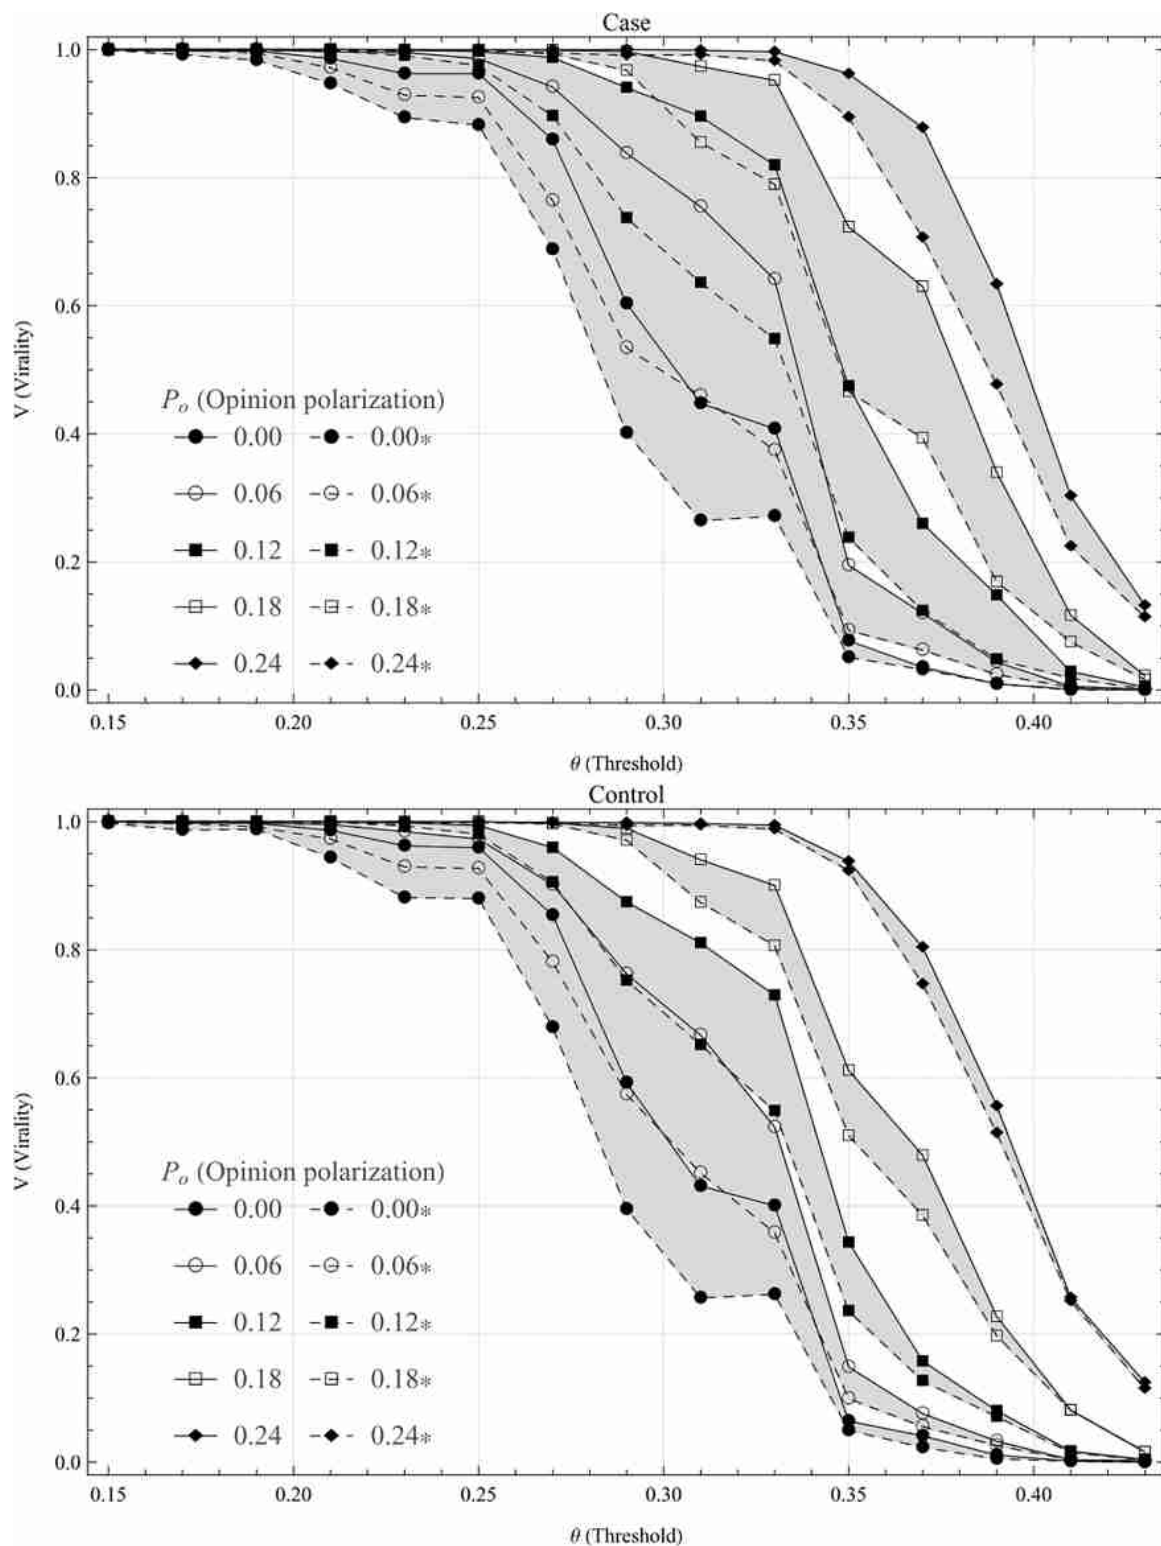 Case
1.0
0.8
0.6
0.4
0.2
0.0
V (Virality)
P_o (Opinion polarization)
0.00 0.00*
0.06 0.06*
0.12 0.12*
0.18 0.18*
0.24 0.24*
0.15 0.20 0.25 0.30 0.35 0.40
θ (Threshold)
Control
1.0
0.8
0.6
0.4
0.2
0.0
V (Virality)
P_o (Opinion polarization)
0.00 0.00*
0.06 0.06*
0.12 0.12*
0.18 0.18*
0.24 0.24*
0.15 0.20 0.25 0.30 0.35 0.40
θ (Threshold)